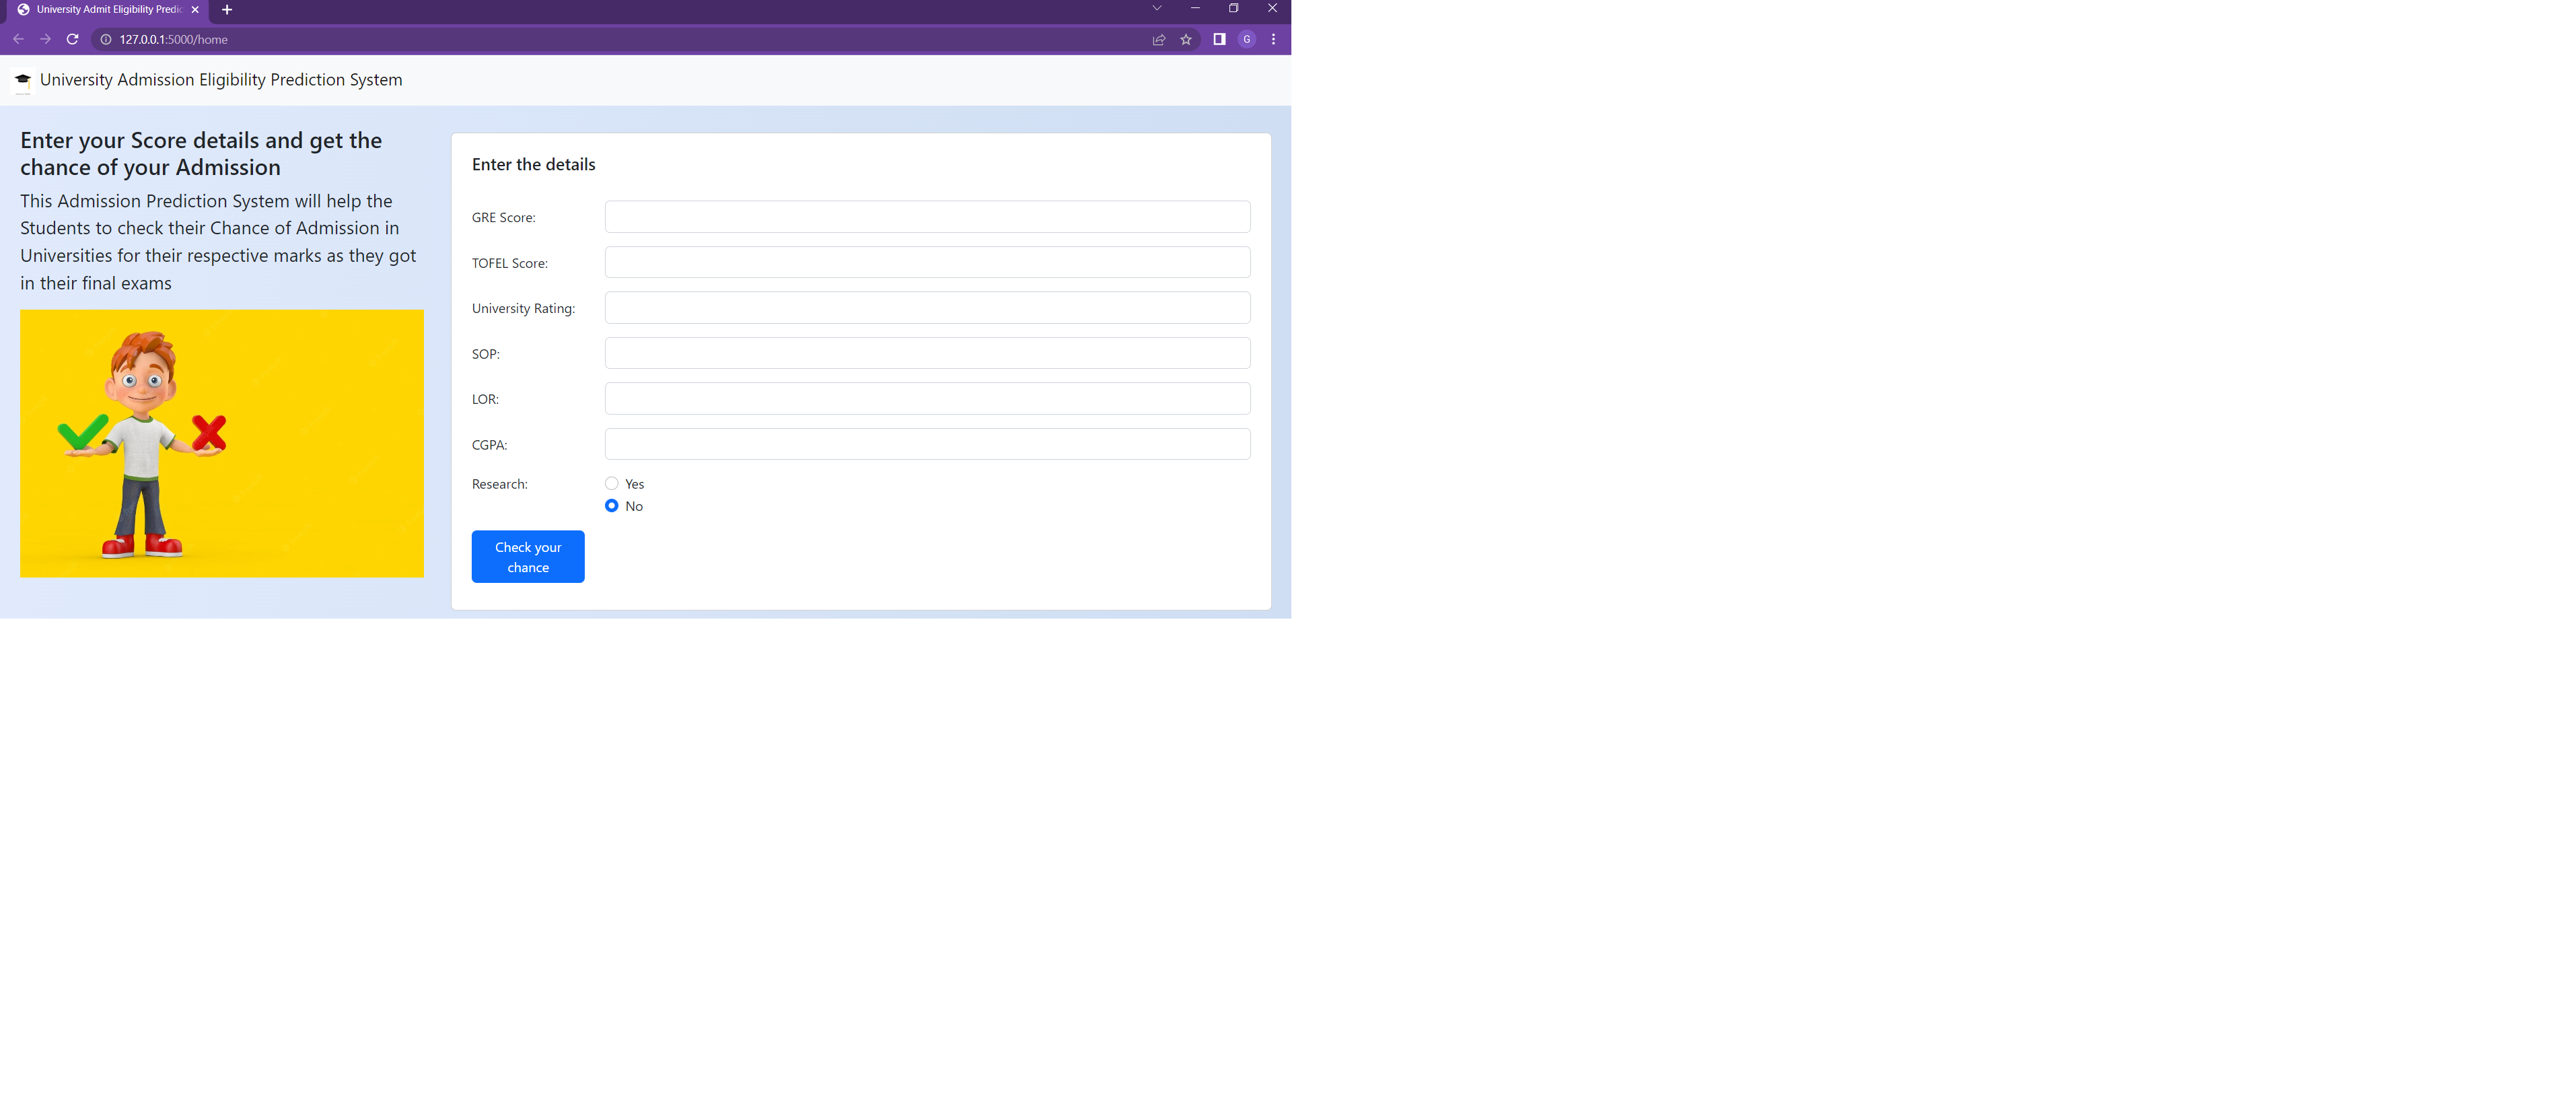 University Admit Eligibility Predic
127.0.0.1:5000/home
G
University Admission Eligibility Prediction System
Enter your Score details and get the
chance of your Admission
This Admission Prediction System will help the
Students to check their Chance of Admission in
Universities for their respective marks as they got
in their final exams
Enter the details
GRE Score:
TOFEL Score:
University Rating:
SOP:
LOR:
CGPA:
Research:
Yes
No
Check your
chance